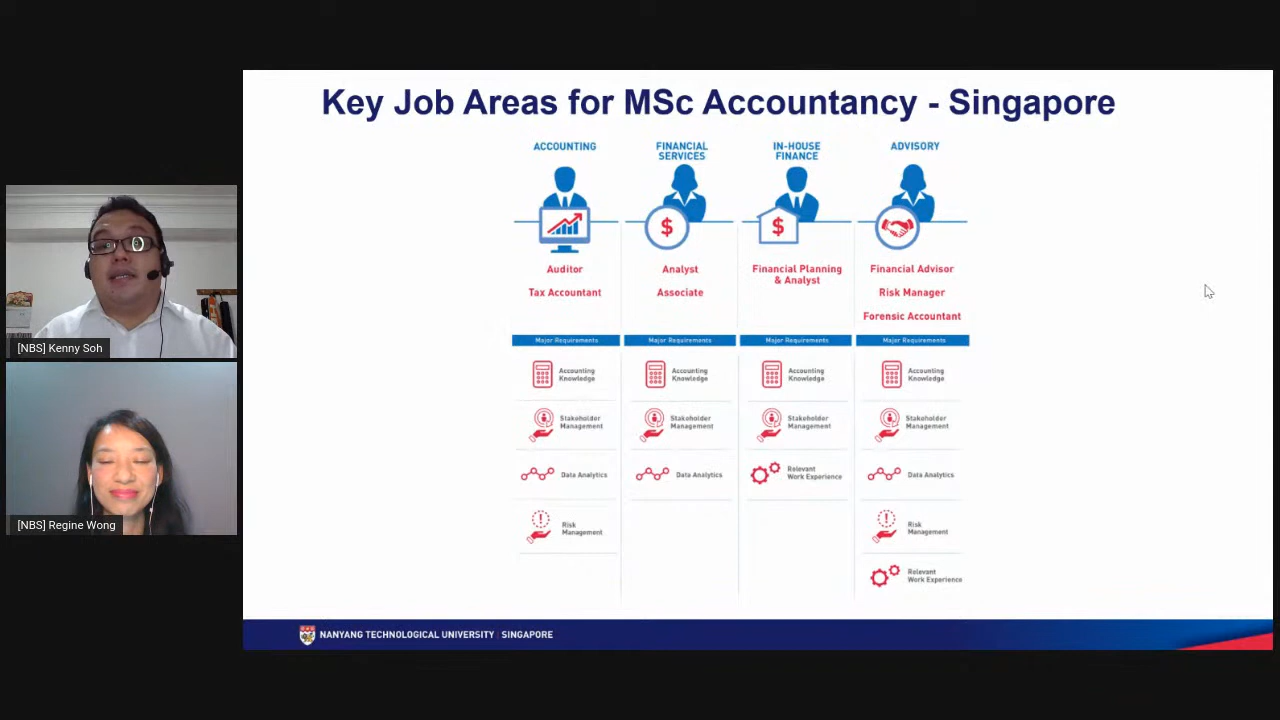 Key Job Areas for MSc Accountancy - Singapore
ACCOUNTING
FINANCIAL
SERVICES
IN-HOUSE
FINANCE
ADVISORY
$
$
Auditor
Tax Accountant
Analyst
Associate
Financial Planning
& Analyst
Financial Advisor
Risk Manager
Forensic Accountant
Major Requirements
Major Requirements
Major Requirements
Major Requirements
Accounting
Knowledge
Accounting
Knowledge
Accounting
Knowledge
Accounting
Knowledge
Stakeholder
Management
Stakeholder
Management
Stakeholder
Management
Stakeholder
Management
Data Analytics
Data Analytics
Relevant
Work Experience
Data Analytics
!
Risk
Management
!
Risk
Management
Relevant
Work Experience
[NBS] Kenny Soh
[NBS] Regine Wong
NANYANG TECHNOLOGICAL UNIVERSITY | SINGAPORE